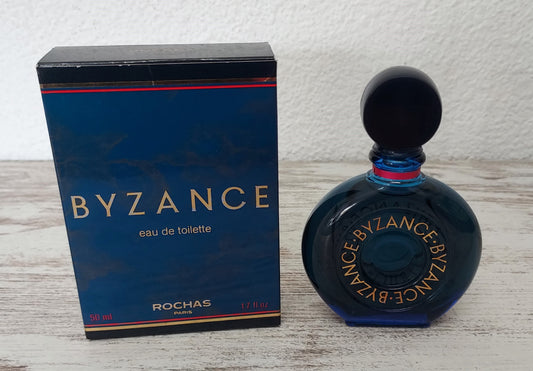 BYZANCE
eau de toilette
ROCHAS
PARIS
50 ml 1.7 fl.oz
BYZANCE·BYZANCE·BYZANCE·